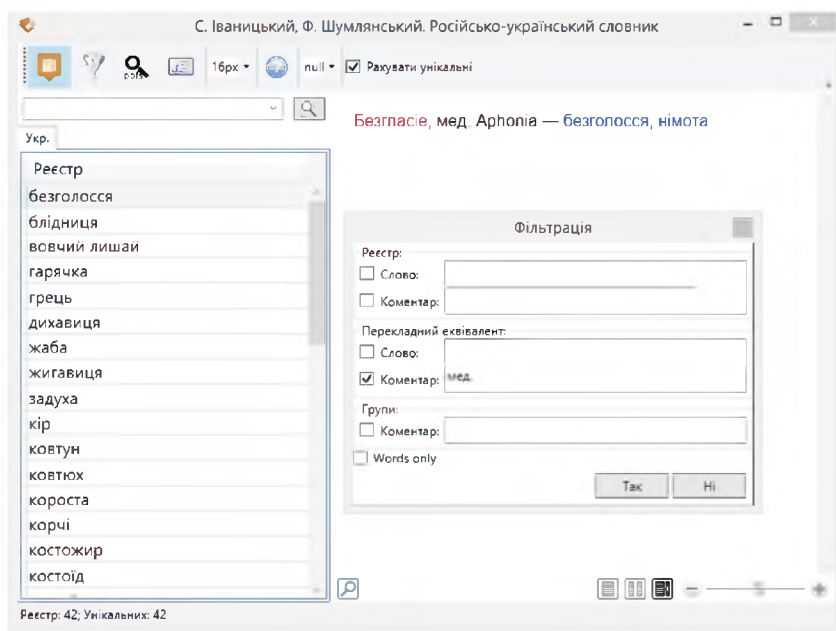 С. Іваницький, Ф. Шумлянський. Російсько-український словник
16px null Рахувати унікальні
Укр.
Реєстр
безголосся
блідниця
вовчий лишай
гарячка
грець
дихавиця
жаба
жигавиця
задуха
кір
ковтун
ковтюх
короста
корчі
костожир
костоїд
Реєстр: 42; Унікальних: 42
Безгласіе, мед. Aphonia — безголосся, німота
Фільтрація
Реєстр:
Слово:
Коментар:
Перекладний еквівалент:
Слово:
Коментар: мед.
Групи:
Коментар:
Words only
Так Ні